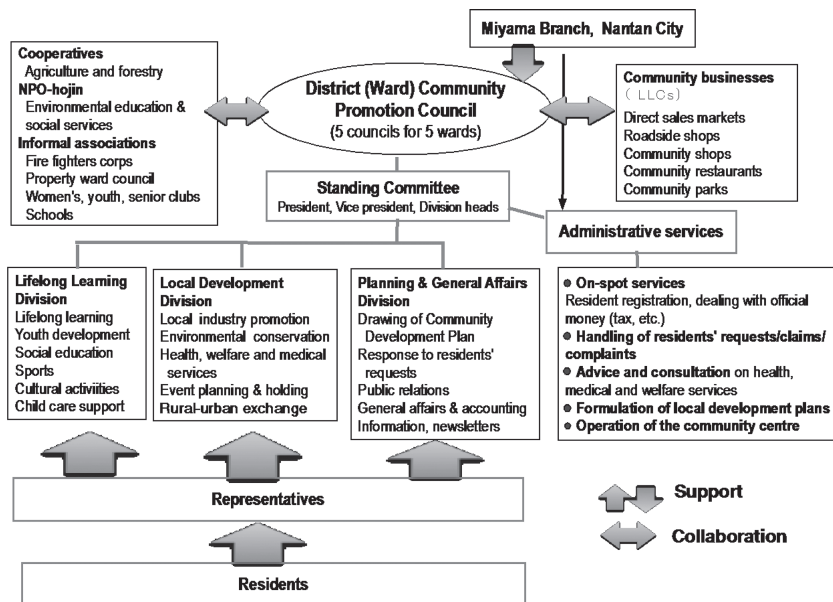 Miyama Branch, Nantan City
Cooperatives
Agriculture and forestry
NPO-hojin
Environmental education &
social services
Informal associations
Fire fighters corps
Property ward council
Women's, youth, senior clubs
Schools
District (Ward) Community
Promotion Council
(5 councils for 5 wards)
Community businesses
( LLCs)
Direct sales markets
Roadside shops
Community shops
Community restaurants
Community parks
Standing Committee
President, Vice president, Division heads
Administrative services
Lifelong Learning
Division
Lifelong learning
Youth development
Social education
Sports
Cultural activiities
Child care support
Local Development
Division
Local industry promotion
Environmental conservation
Health, welfare and medical
services
Event planning & holding
Rural-urban exchange
Planning & General Affairs
Division
Drawing of Community
Development Plan
Response to residents'
requests
Public relations
General affairs & accounting
Information, newsletters
● On-spot services
Resident registration, dealing with official
money (tax, etc.)
● Handling of residents' requests/claims/
complaints
● Advice and consultation on health,
medical and welfare services
● Formulation of local development plans
● Operation of the community centre
Representatives
Residents
Support
Collaboration